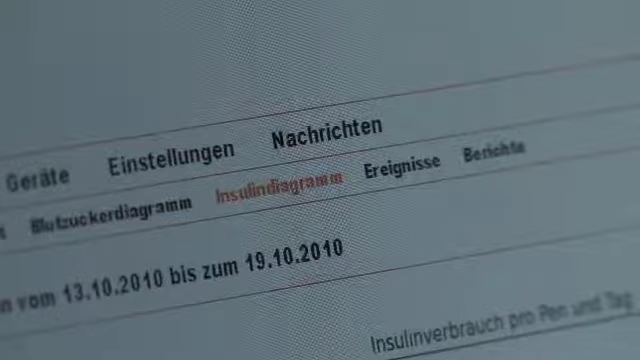 Geräte Einstellungen Nachrichten
Blutzuckerdiagramm Insulindiagramm Ereignisse Berichte
vom 13.10.2010 bis zum 19.10.2010
Insulinverbrauch pro Pen und Tag